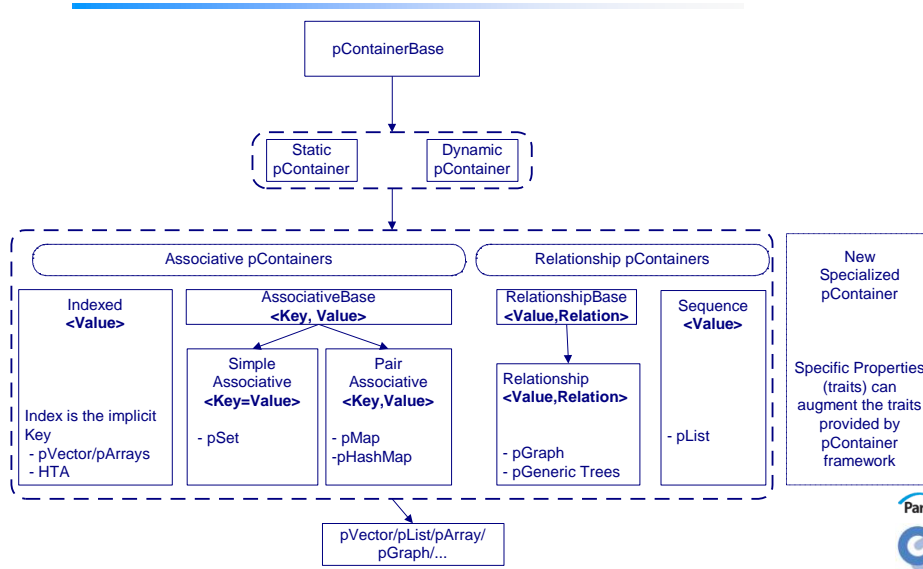 pContainerBase
Static
pContainer
Dynamic
pContainer
Associative pContainers
Relationship pContainers
Indexed
<Value>
Index is the implicit
Key
- pVector/pArrays
- HTA
AssociativeBase
<Key, Value>
Simple
Associative
<Key=Value>
- pSet
Pair
Associative
<Key,Value>
- pMap
-pHashMap
RelationshipBase
<Value,Relation>
Relationship
<Value,Relation>
- pGraph
- pGeneric Trees
Sequence
<Value>
- pList
New
Specialized
pContainer
Specific Properties
(traits) can
augment the traits
provided by
pContainer
framework
pVector/pList/pArray/
pGraph/...
Par